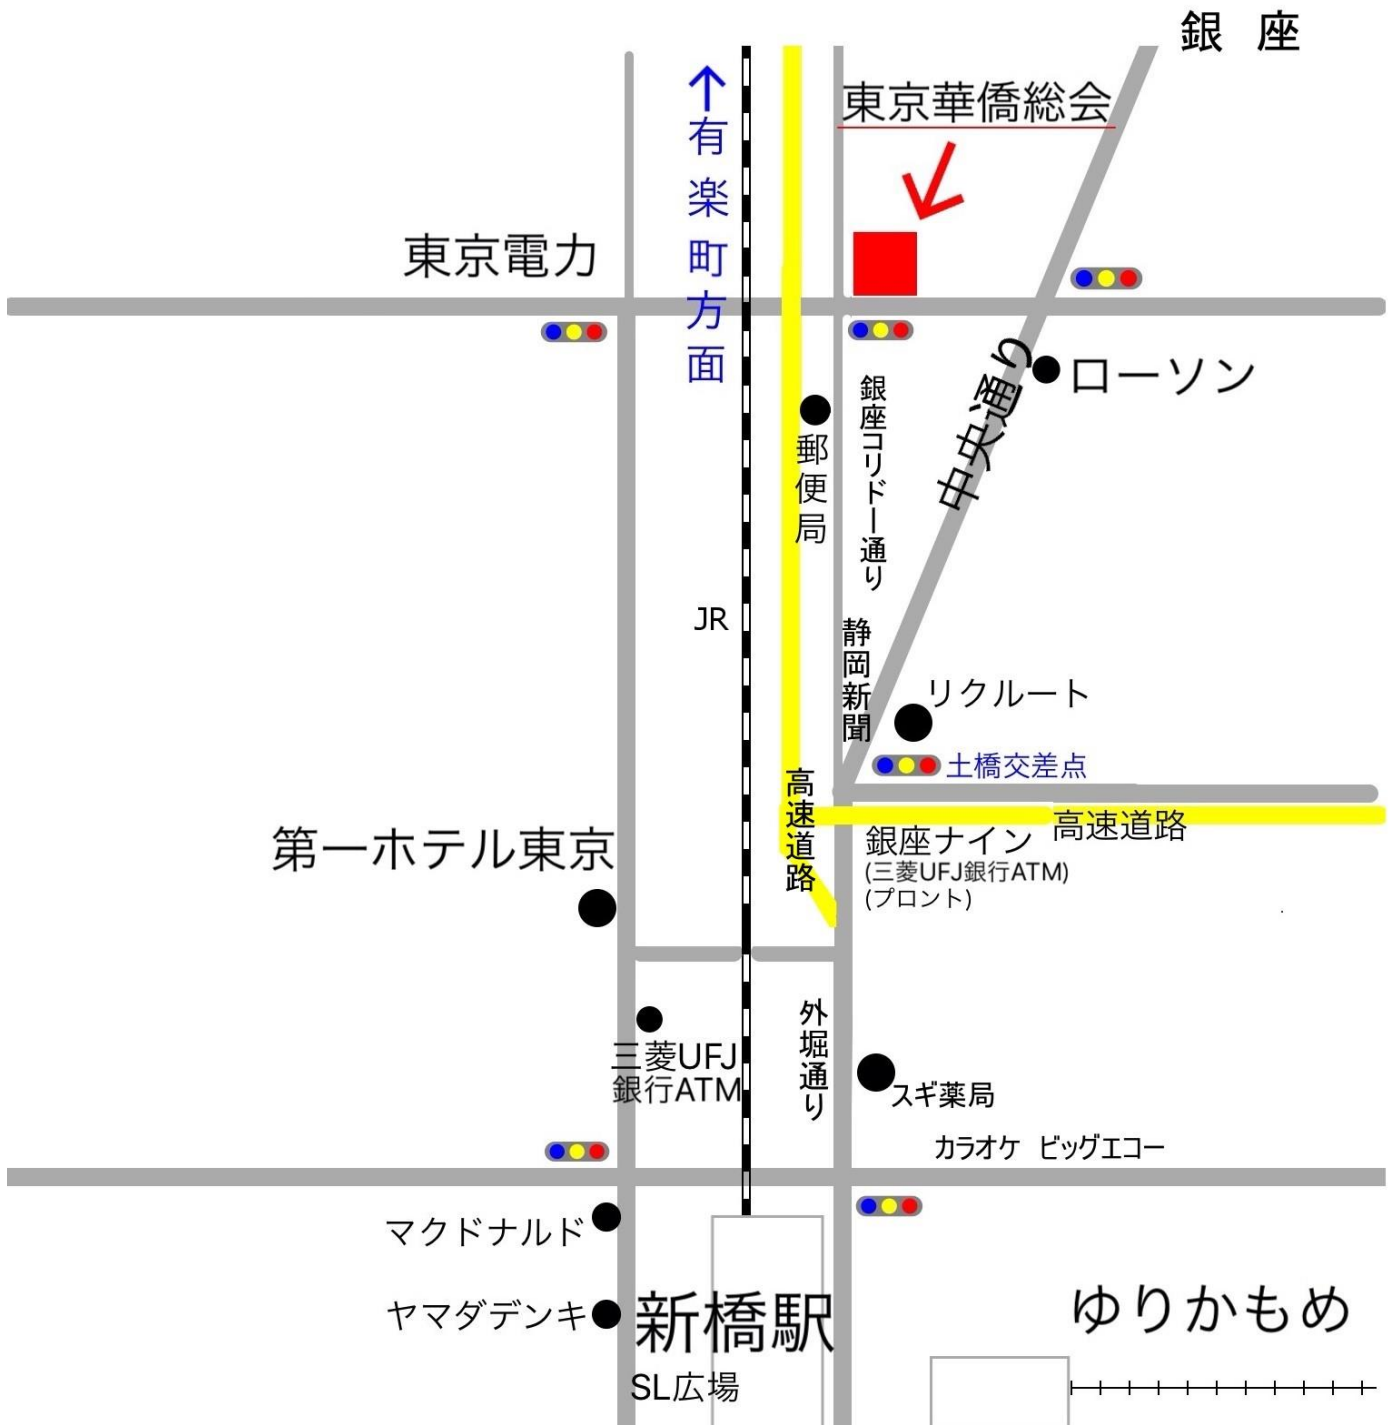 銀 座
東京華僑総会
↑有楽町方面
東京電力
ローソン
中央通り
銀座コリドー通り
郵便局
JR
静岡新聞
リクルート
土橋交差点
高速道路
高速道路
銀座ナイン
(三菱UFJ銀行ATM)
(プロント)
第一ホテル東京
外堀通り
三菱UFJ
銀行ATM
スギ薬局
カラオケ ビッグエコー
マクドナルド
ヤマダデンキ
新橋駅
SL広場
ゆりかもめ